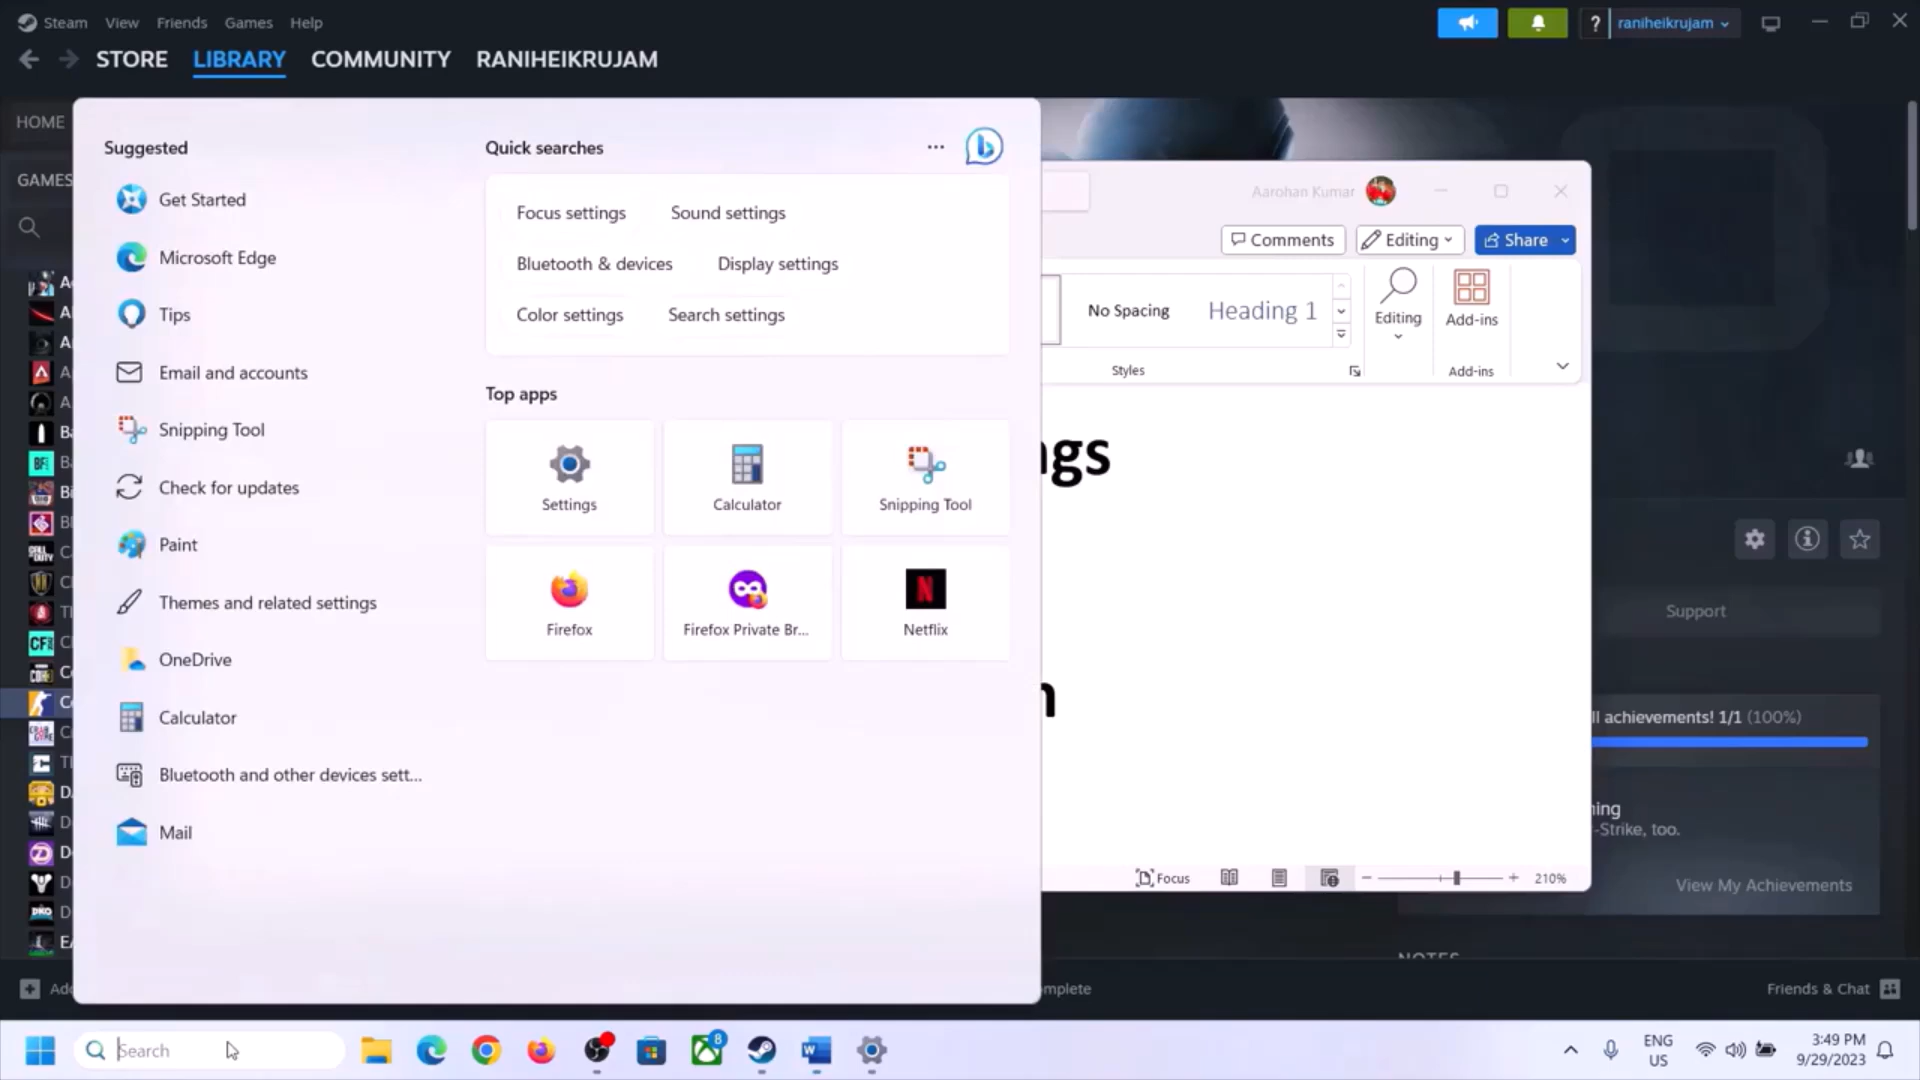 Steam View Friends Games Help
? raniheikrujam
STORE LIBRARY COMMUNITY RANIHEIKRUJAM
HOME
GAMES
Suggested
Get Started
Microsoft Edge
Tips
Email and accounts
Snipping Tool
Check for updates
Paint
Themes and related settings
OneDrive
Calculator
Bluetooth and other devices sett...
Mail
Quick searches
Focus settings Sound settings
Bluetooth & devices Display settings
Color settings Search settings
Top apps
Settings Calculator Snipping Tool
Firefox Firefox Private Br... Netflix
Aarohan Kumar
Comments Editing Share
No Spacing Heading 1 Editing Add-ins
Styles Add-ins
ngs
n
Focus 210%
Support
ll achievements! 1/1 (100%)
ning
-Strike, too.
View My Achievements
NOTES
Add
mplete
Friends & Chat
Search
8
ENG
US
3:49 PM
9/29/2023